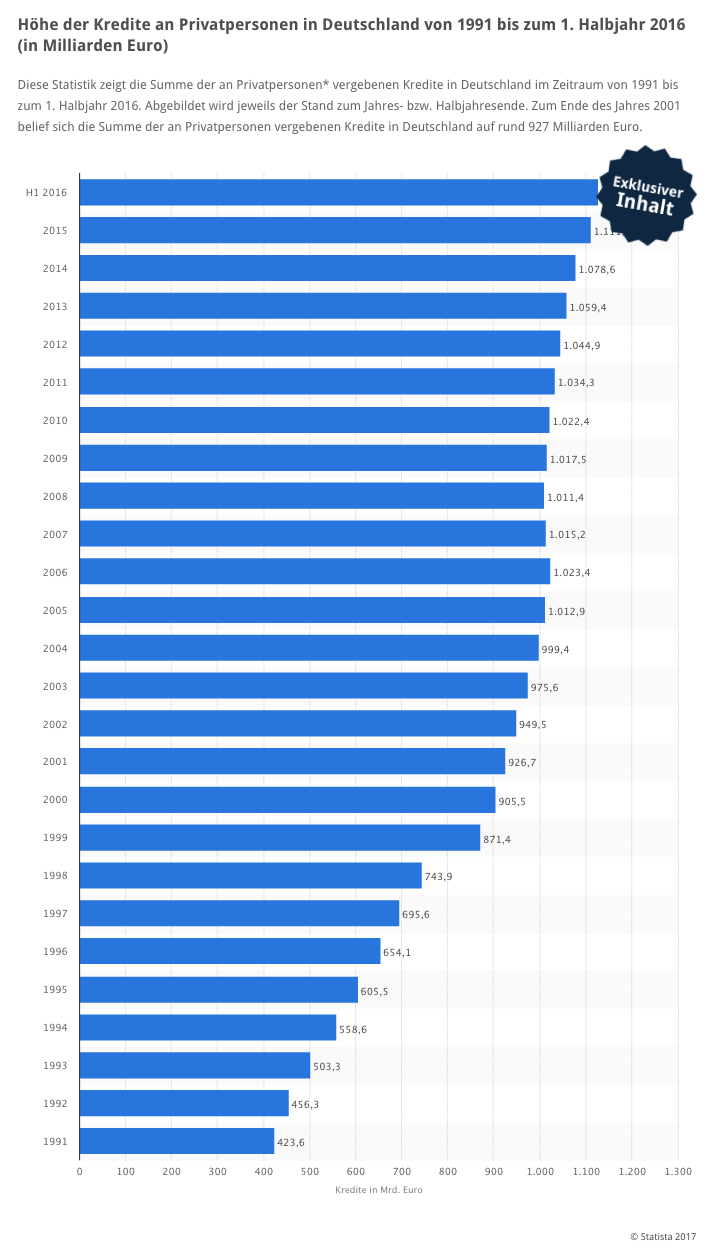 Höhe der Kredite an Privatpersonen in Deutschland von 1991 bis zum 1. Halbjahr 2016
(in Milliarden Euro)
Diese Statistik zeigt die Summe der an Privatpersonen* vergebenen Kredite in Deutschland im Zeitraum von 1991 bis
zum 1. Halbjahr 2016. Abgebildet wird jeweils der Stand zum Jahres- bzw. Halbjahresende. Zum Ende des Jahres 2001
belief sich die Summe der an Privatpersonen vergebenen Kredite in Deutschland auf rund 927 Milliarden Euro.
Exklusiver
Inhalt
H1 2016
2015
2014 1.078,6
2013 1.059,4
2012 1.044,9
2011 1.034,3
2010 1.022,4
2009 1.017,5
2008 1.011,4
2007 1.015,2
2006 1.023,4
2005 1.012,9
2004 999,4
2003 975,6
2002 949,5
2001 926,7
2000 905,5
1999 871,4
1998 743,9
1997 695,6
1996 654,1
1995 605,5
1994 558,6
1993 503,3
1992 456,3
1991 423,6
0 100 200 300 400 500 600 700 800 900 1.000 1.100 1.200 1.300
Kredite in Mrd. Euro
© Statista 2017